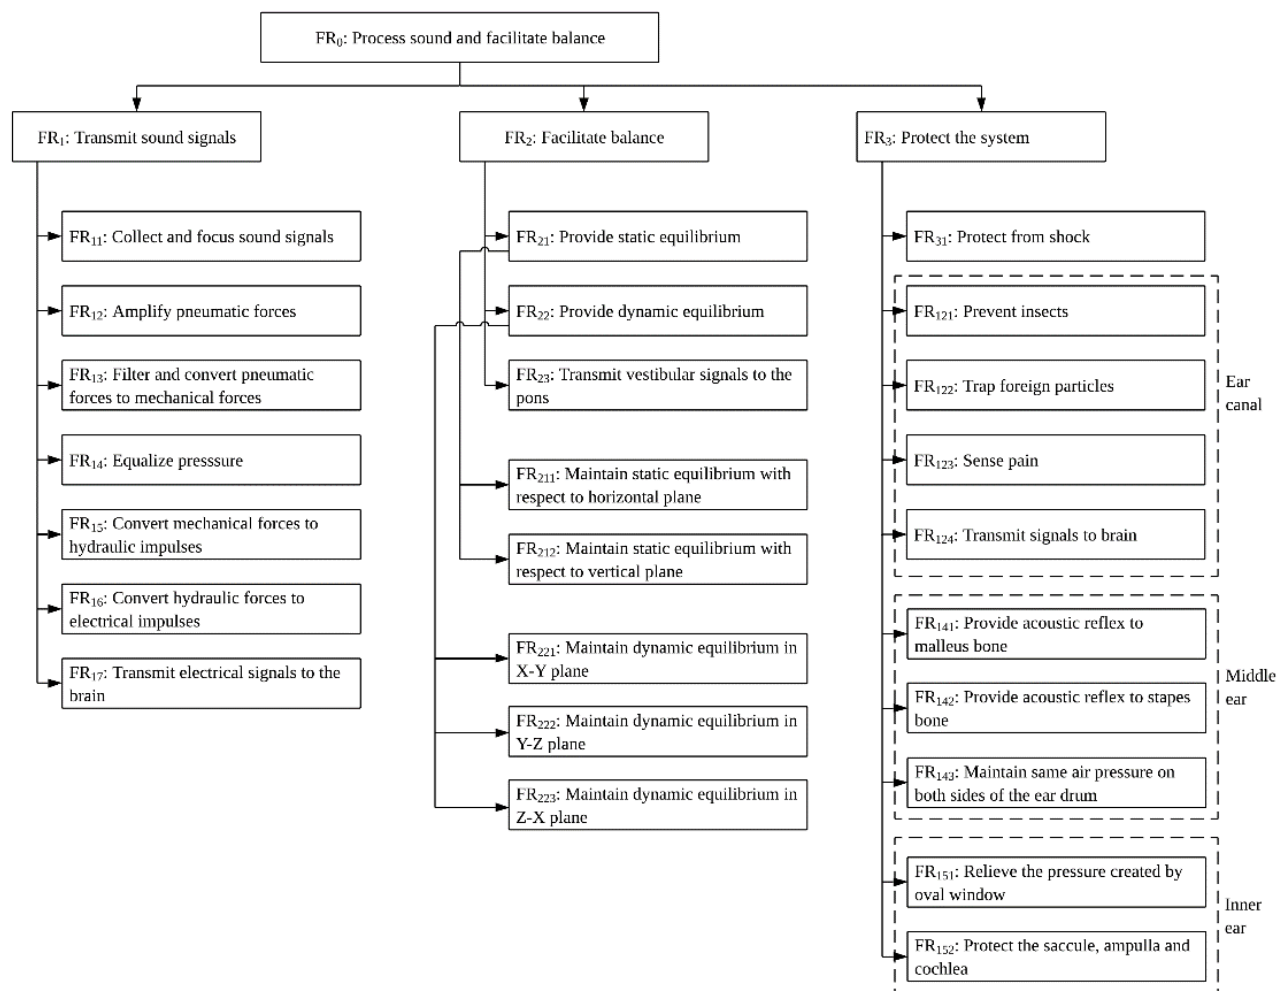 FR₀: Process sound and facilitate balance
FR₁: Transmit sound signals
FR₁₁: Collect and focus sound signals
FR₁₂: Amplify pneumatic forces
FR₁₃: Filter and convert pneumatic
forces to mechanical forces
FR₁₄: Equalize presssure
FR₁₅: Convert mechanical forces to
hydraulic impulses
FR₁₆: Convert hydraulic forces to
electrical impulses
FR₁₇: Transmit electrical signals to the
brain
FR₂: Facilitate balance
FR₂₁: Provide static equilibrium
FR₂₂: Provide dynamic equilibrium
FR₂₃: Transmit vestibular signals to the
pons
FR₂₁₁: Maintain static equilibrium with
respect to horizontal plane
FR₂₁₂: Maintain static equilibrium with
respect to vertical plane
FR₂₂₁: Maintain dynamic equilibrium in
X-Y plane
FR₂₂₂: Maintain dynamic equilibrium in
Y-Z plane
FR₂₂₃: Maintain dynamic equilibrium in
Z-X plane
FR₃: Protect the system
FR₃₁: Protect from shock
FR₁₂₁: Prevent insects
FR₁₂₂: Trap foreign particles
FR₁₂₃: Sense pain
FR₁₂₄: Transmit signals to brain
Ear
canal
FR₁₄₁: Provide acoustic reflex to
malleus bone
FR₁₄₂: Provide acoustic reflex to stapes
bone
FR₁₄₃: Maintain same air pressure on
both sides of the ear drum
Middle
ear
FR₁₅₁: Relieve the pressure created by
oval window
FR₁₅₂: Protect the saccule, ampulla and
cochlea
Inner
ear